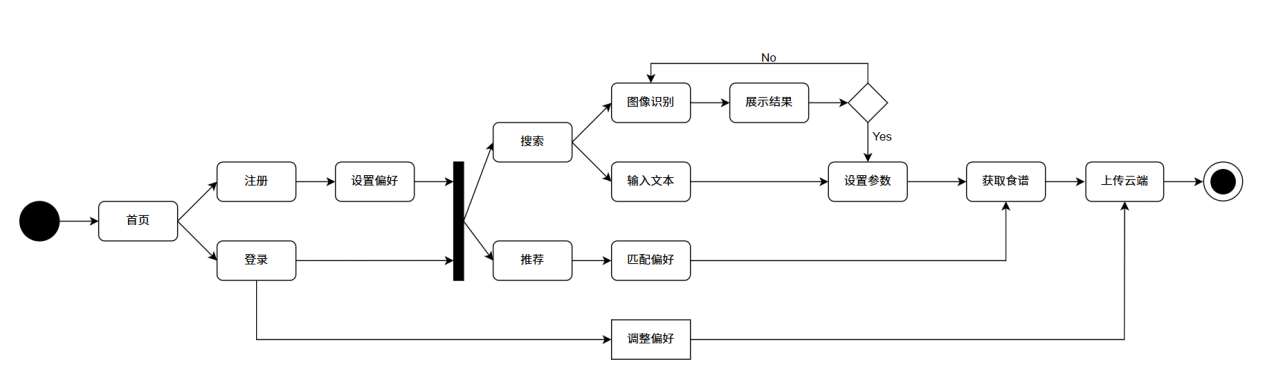 No
图像识别
展示结果
Yes
搜索
注册
设置偏好
输入文本
设置参数
获取食谱
上传云端
首页
登录
推荐
匹配偏好
调整偏好